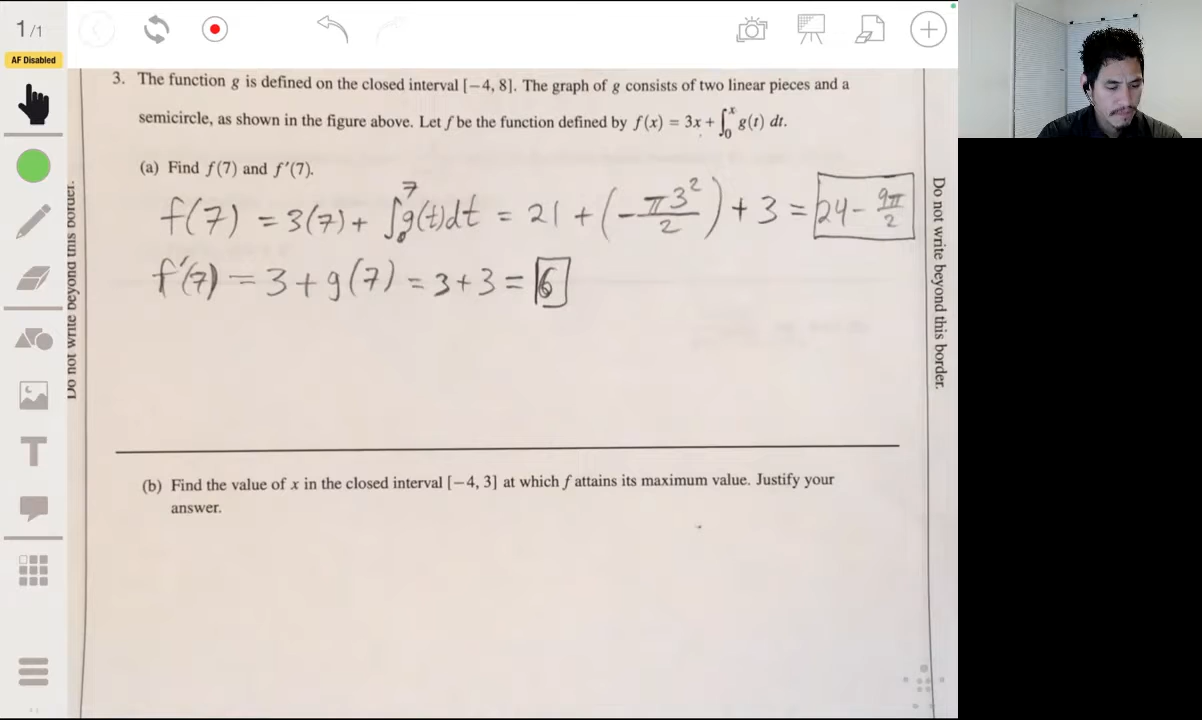 1/1
AF Disabled
3. The function g is defined on the closed interval [−4, 8]. The graph of g consists of two linear pieces and a
semicircle, as shown in the figure above. Let f be the function defined by f(x) = 3x + ∫₀ˣ g(t) dt.
(a) Find f(7) and f′(7).
f(7) = 3(7) + ∫₀⁷ g(t)dt = 21 + (−π3²/2) + 3 = 24 − 9π/2
f′(7) = 3 + g(7) = 3 + 3 = 6
(b) Find the value of x in the closed interval [−4, 3] at which f attains its maximum value. Justify your
answer.
Do not write beyond this border.
Do not write beyond this border.
T